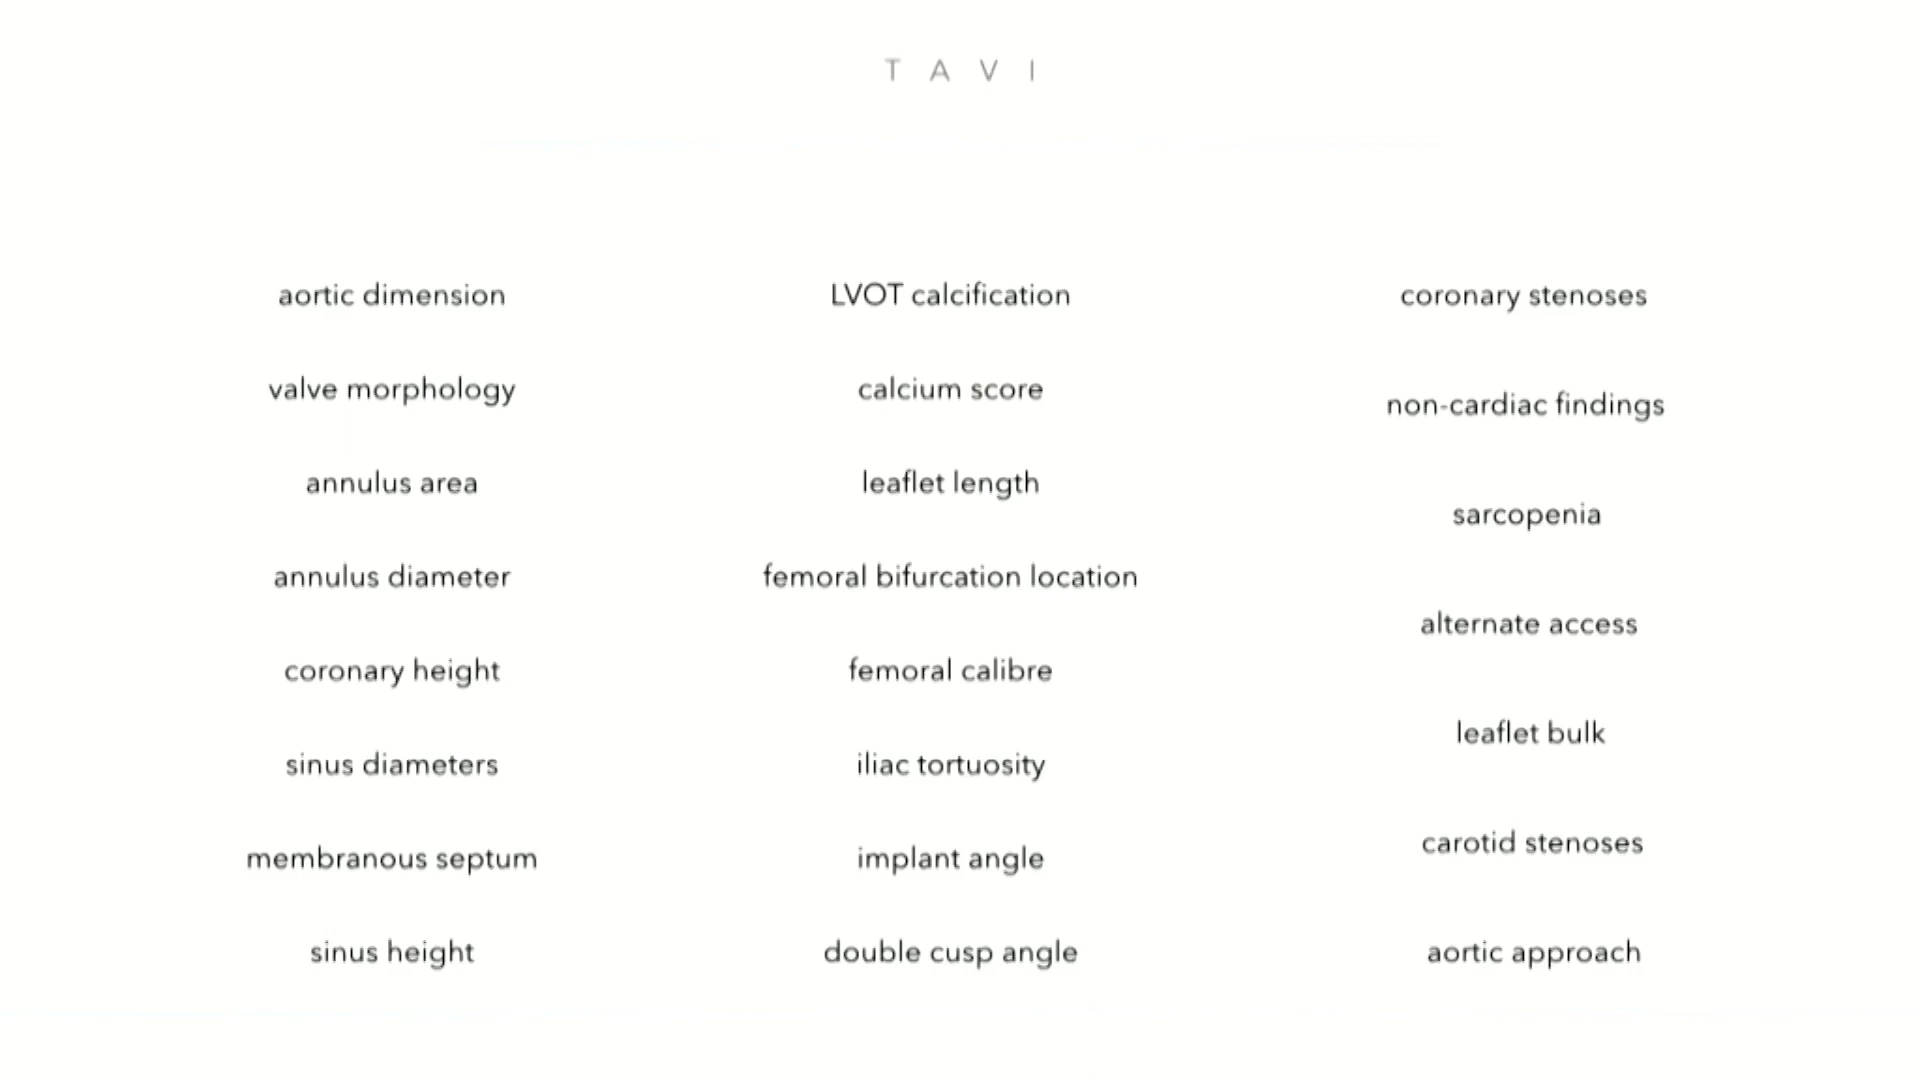 T A V I
aortic dimension
valve morphology
annulus area
annulus diameter
coronary height
sinus diameters
membranous septum
sinus height
LVOT calcification
calcium score
leaflet length
femoral bifurcation location
femoral calibre
iliac tortuosity
implant angle
double cusp angle
coronary stenoses
non-cardiac findings
sarcopenia
alternate access
leaflet bulk
carotid stenoses
aortic approach